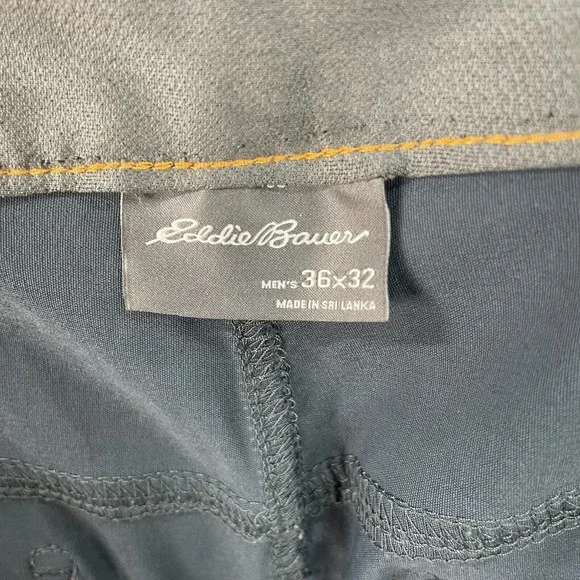 Eddie Bauer
MEN'S 36x32
MADE IN SRI LANKA